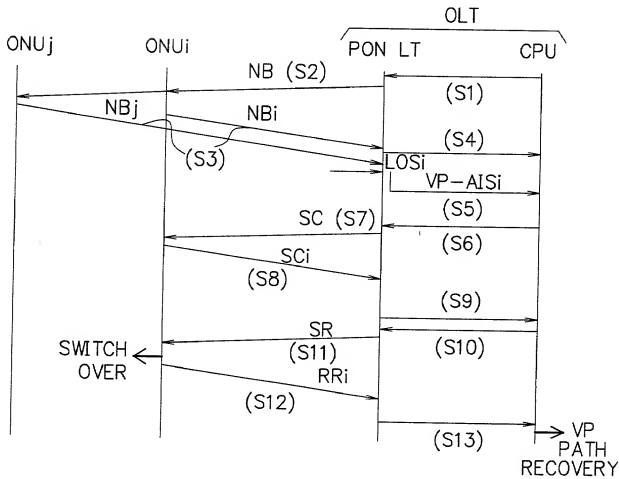 OLT
ONUj ONUi PON LT CPU
NB (S2)
(S1)
NBj NBi
(S3)
(S4)
LOSi
VP-AISi
(S5)
SC (S7)
(S6)
SCi
(S8)
(S9)
SR
(S11)
(S10)
SWITCH
OVER
RRi
(S12)
(S13)
VP
PATH
RECOVERY